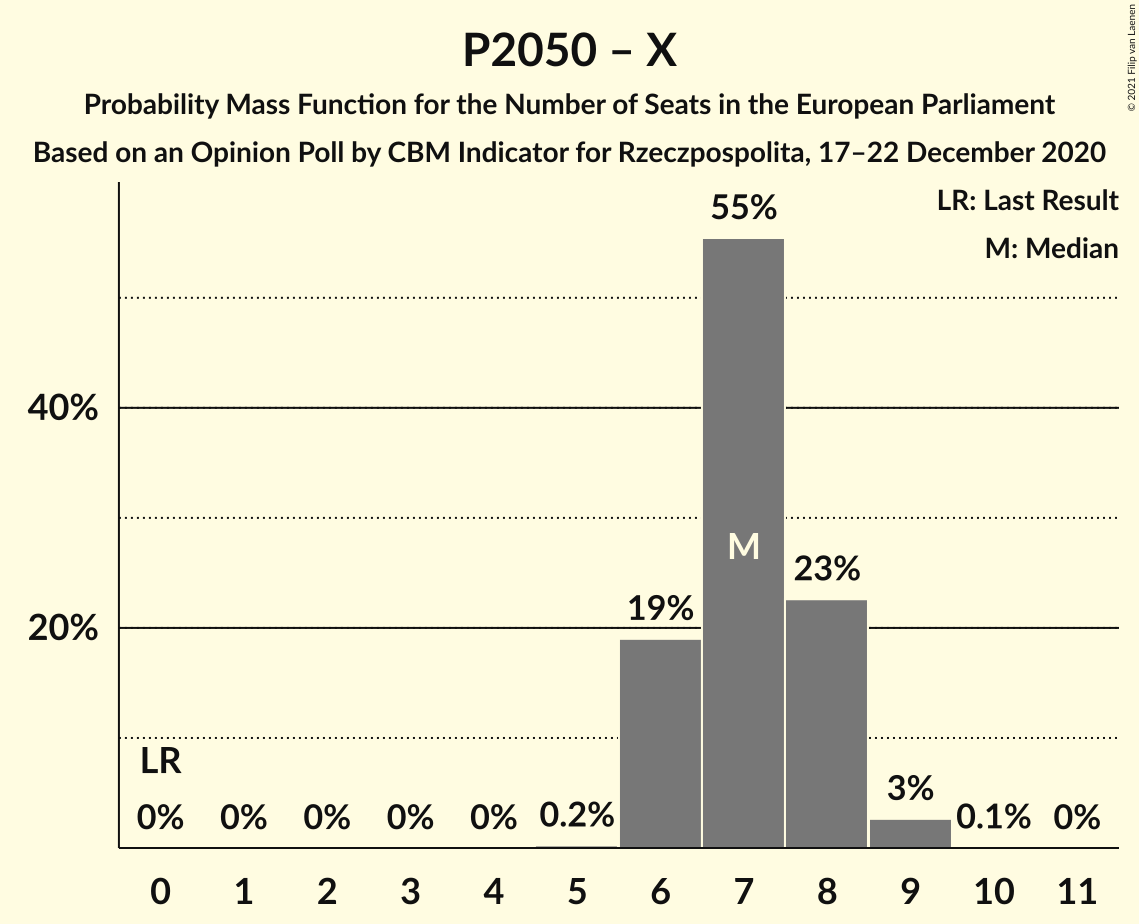 P2050 – X
Probability Mass Function for the Number of Seats in the European Parliament
Based on an Opinion Poll by CBM Indicator for Rzeczpospolita, 17–22 December 2020
© 2021 Filip van Laenen
LR: Last Result
M: Median
55%
40%
M
23%
19%
20%
LR
3%
0% 0% 0% 0% 0% 0.2% 0.1% 0%
0 1 2 3 4 5 6 7 8 9 10 11